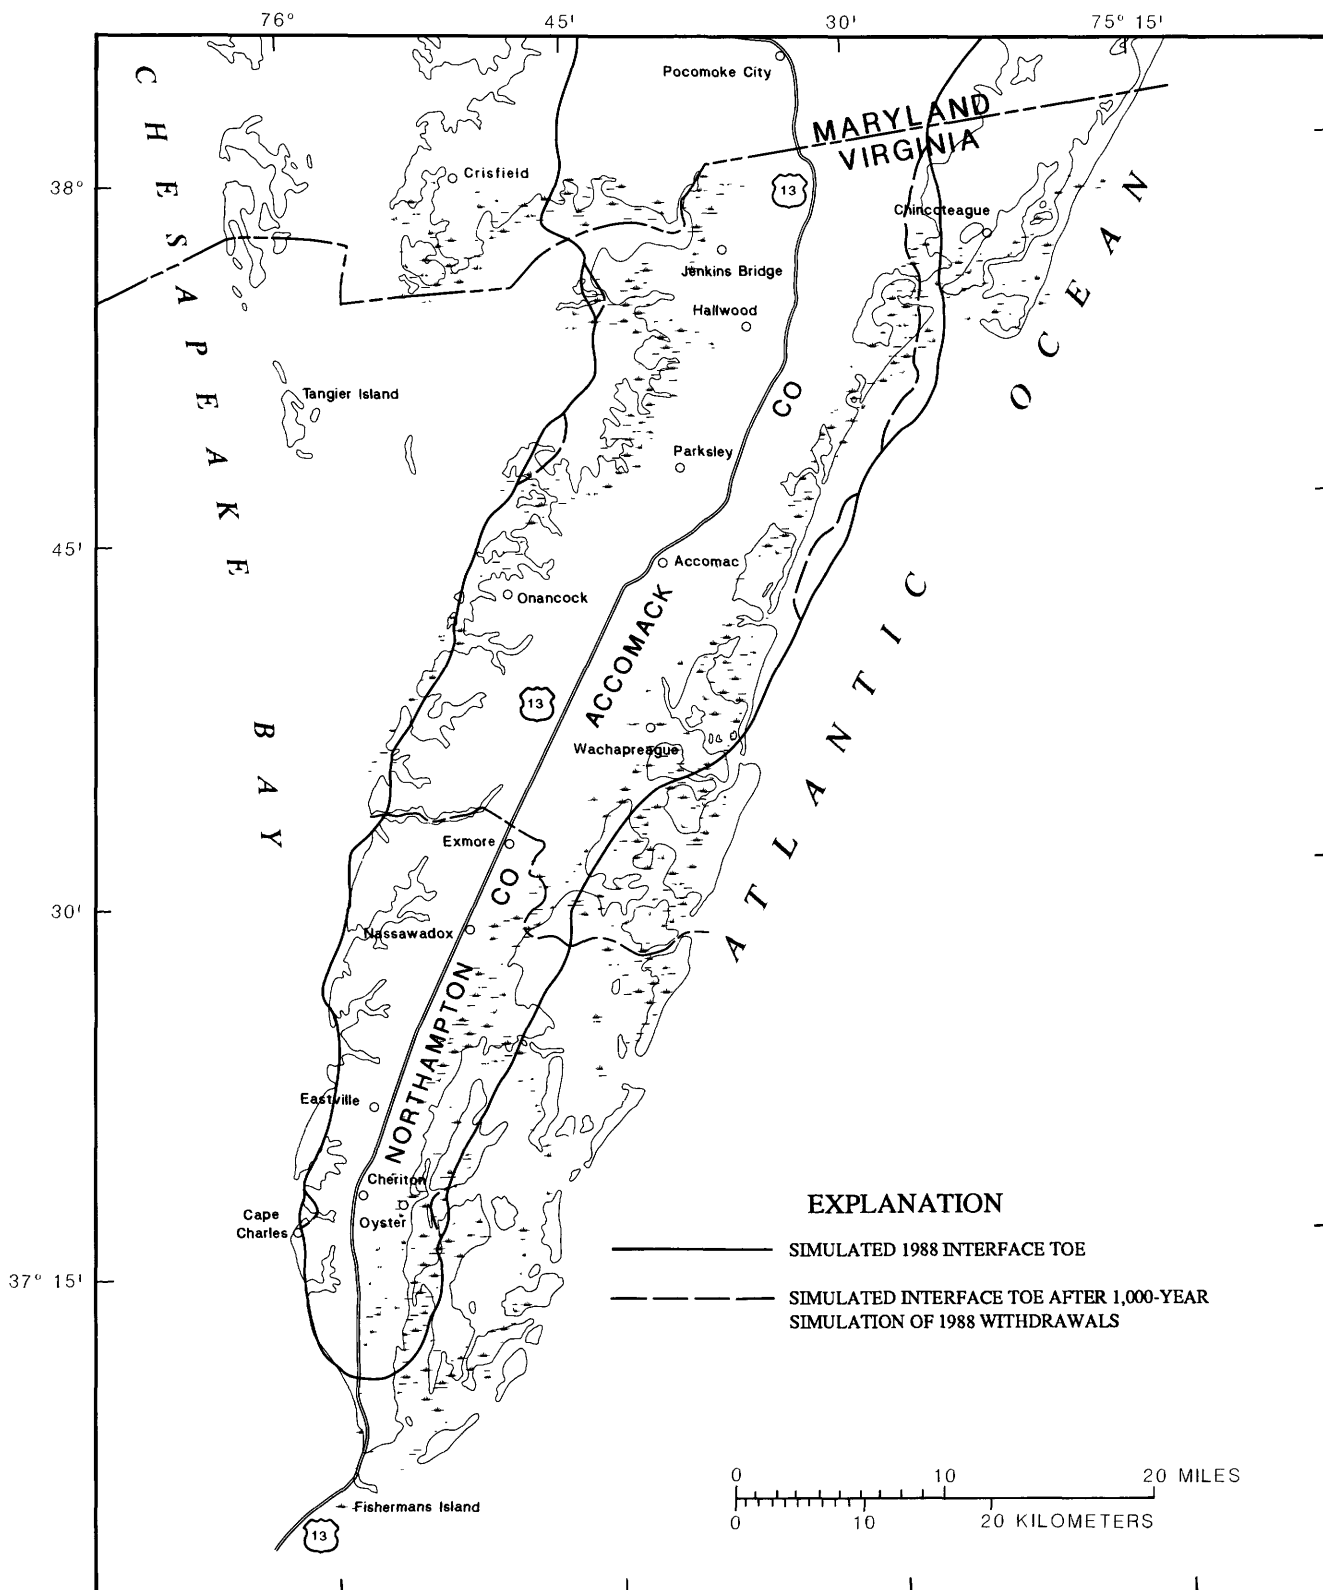 76° 45' 30' 75° 15'
Pocomoke City
MARYLAND
VIRGINIA
CHESAPEAKE BAY
Crisfield
38°
13
Chincoteague
Jenkins Bridge
Hallwood
ATLANTIC OCEAN
Tangier Island
Parksley
45'
Accomac
Onancock
ACCOMACK CO
13
Wachapreague
Exmore
30'
Nassawadox
NORTHAMPTON CO
Eastville
Cheriton
Cape
Charles
Oyster
37° 15'
EXPLANATION
SIMULATED 1988 INTERFACE TOE
SIMULATED INTERFACE TOE AFTER 1,000-YEAR
SIMULATION OF 1988 WITHDRAWALS
0 10 20 MILES
0 10 20 KILOMETERS
Fishermans Island
13